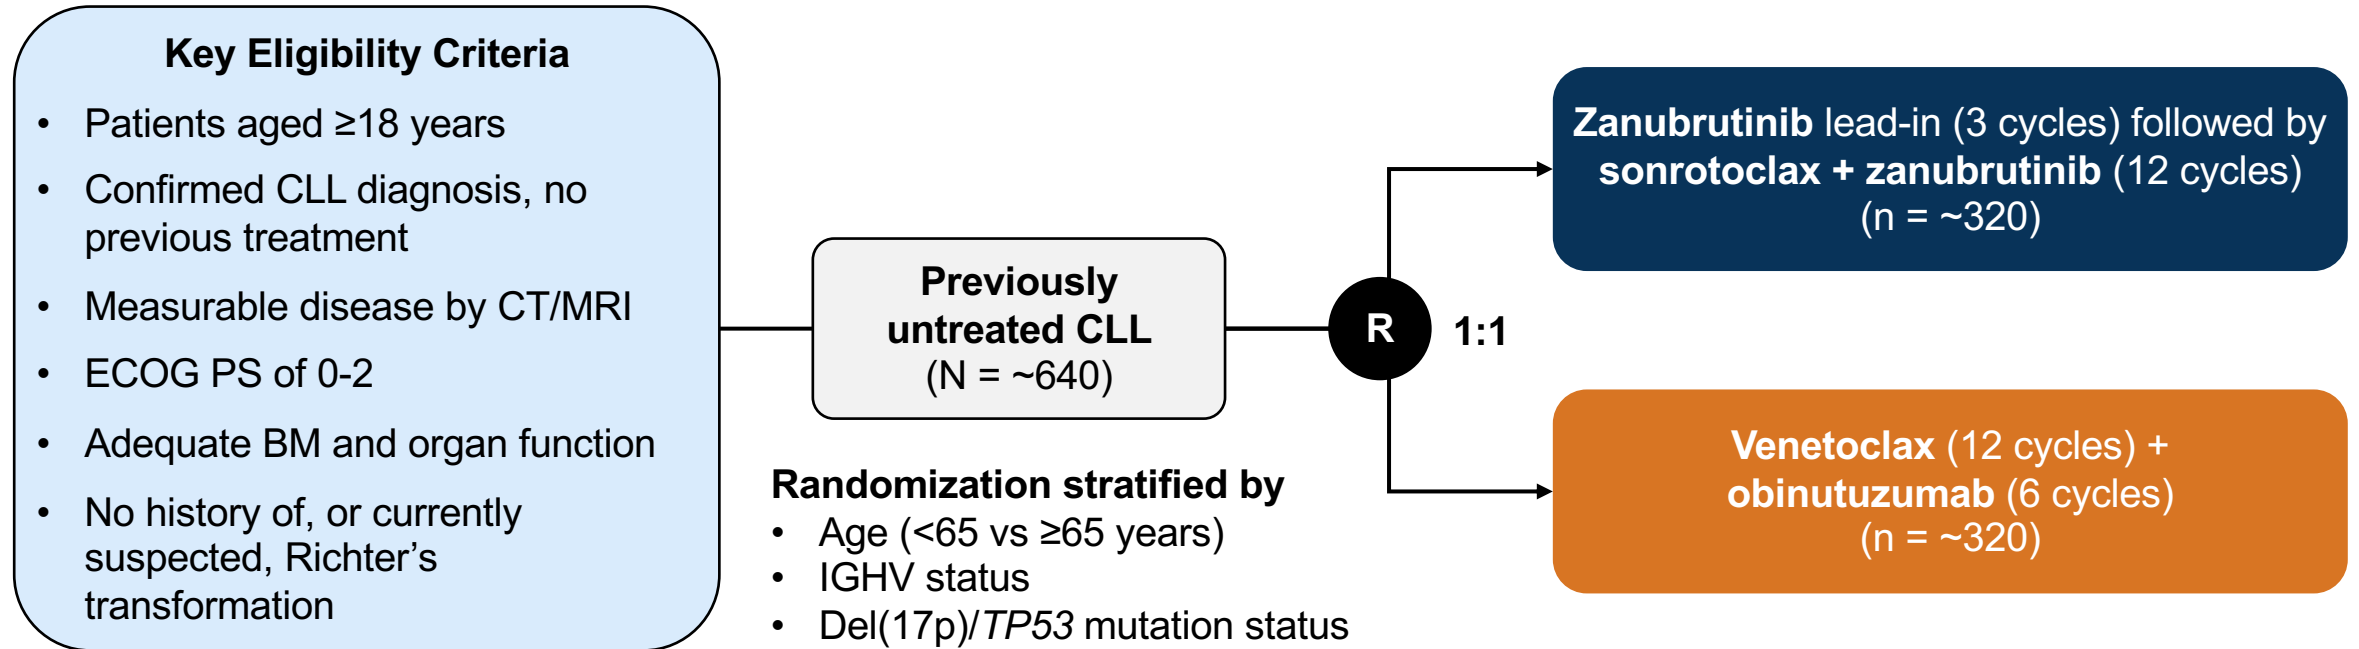 Key Eligibility Criteria
• Patients aged ≥18 years
• Confirmed CLL diagnosis, no
previous treatment
• Measurable disease by CT/MRI
• ECOG PS of 0-2
• Adequate BM and organ function
• No history of, or currently
suspected, Richter’s
transformation
Previously
untreated CLL
(N = ~640)
Randomization stratified by
• Age (<65 vs ≥65 years)
• IGHV status
• Del(17p)/TP53 mutation status
R
1:1
Zanubrutinib lead-in (3 cycles) followed by
sonrotoclax + zanubrutinib (12 cycles)
(n = ~320)
Venetoclax (12 cycles) +
obinutuzumab (6 cycles)
(n = ~320)